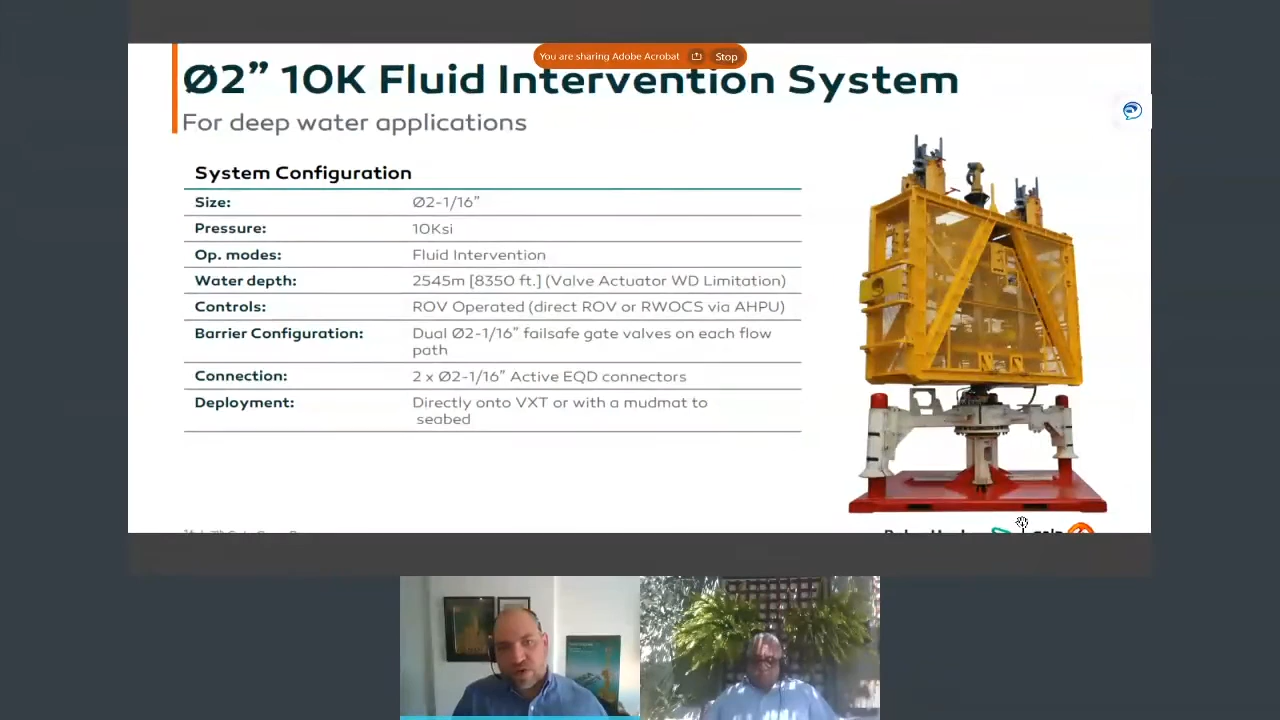 You are sharing Adobe Acrobat
Stop
Ø2” 10K Fluid Intervention System
For deep water applications
System Configuration
Size: Ø2-1/16”
Pressure: 10Ksi
Op. modes: Fluid Intervention
Water depth: 2545m [8350 ft.] (Valve Actuator WD Limitation)
Controls: ROV Operated (direct ROV or RWOCS via AHPU)
Barrier Configuration: Dual Ø2-1/16” failsafe gate valves on each flow
path
Connection: 2 x Ø2-1/16” Active EQD connectors
Deployment: Directly onto VXT or with a mudmat to
seabed